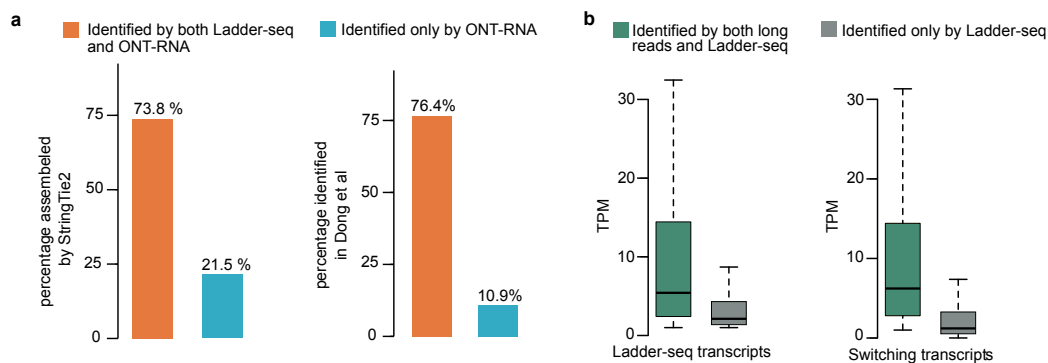 a
Identified by both Ladder-seq
and ONT-RNA
Identified only by ONT-RNA
percentage assembeled
by StringTie2
75
50
25
0
73.8 %
21.5 %
percentage identified
in Dong et al
75
50
25
0
76.4%
10.9%
b
Identified by both long
reads and Ladder-seq
Identified only by Ladder-seq
TPM
30
20
10
0
Ladder-seq transcripts
TPM
30
20
10
0
Switching transcripts